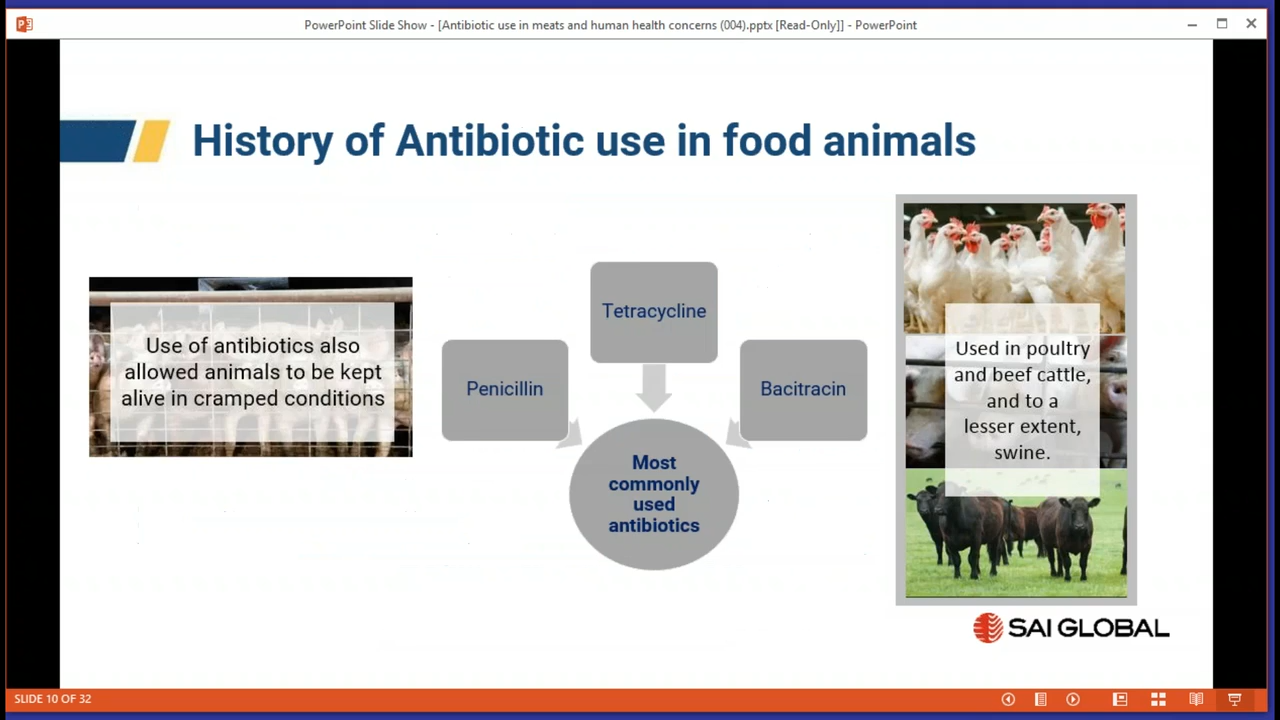 PowerPoint Slide Show - [Antibiotic use in meats and human health concerns (004).pptx [Read-Only]] - PowerPoint
History of Antibiotic use in food animals
Use of antibiotics also
allowed animals to be kept
alive in cramped conditions
Tetracycline
Penicillin
Bacitracin
Most
commonly
used
antibiotics
Used in poultry
and beef cattle,
and to a
lesser extent,
swine.
SAI GLOBAL
SLIDE 10 OF 32